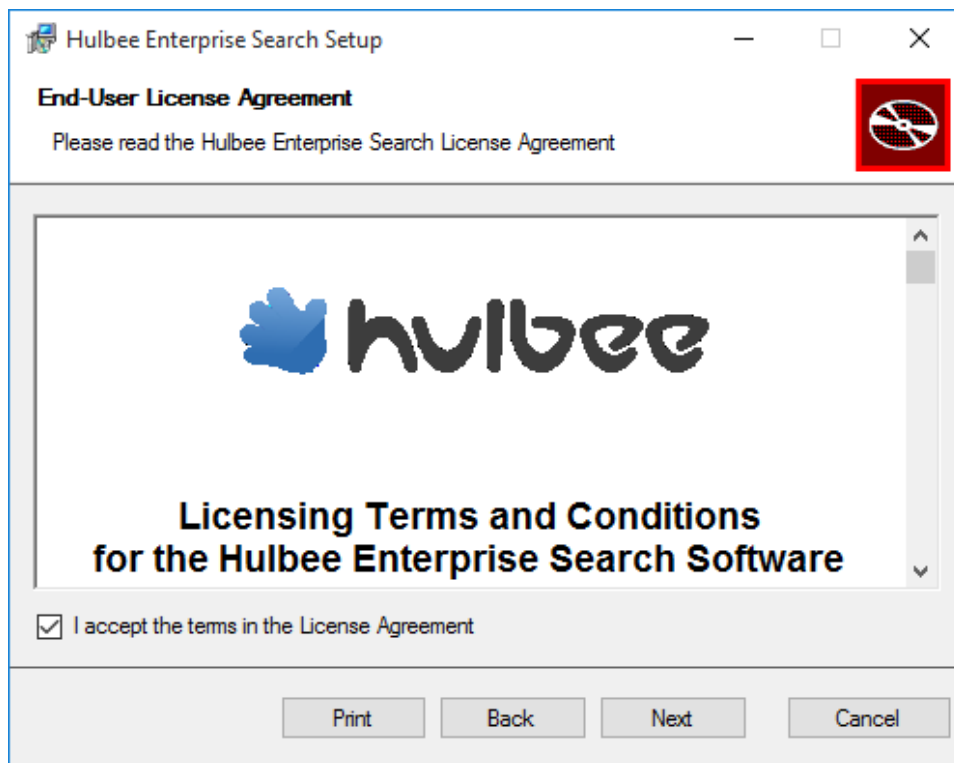 Hulbee Enterprise Search Setup
End-User License Agreement
Please read the Hulbee Enterprise Search License Agreement
hulbee
Licensing Terms and Conditions
for the Hulbee Enterprise Search Software
I accept the terms in the License Agreement
Print Back Next Cancel